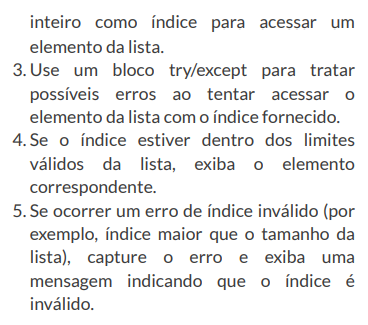 inteiro como índice para acessar um
elemento da lista.
3. Use um bloco try/except para tratar
possíveis erros ao tentar acessar o
elemento da lista com o índice fornecido.
4. Se o índice estiver dentro dos limites
válidos da lista, exiba o elemento
correspondente.
5. Se ocorrer um erro de índice inválido (por
exemplo, índice maior que o tamanho da
lista), capture o erro e exiba uma
mensagem indicando que o índice é
inválido.